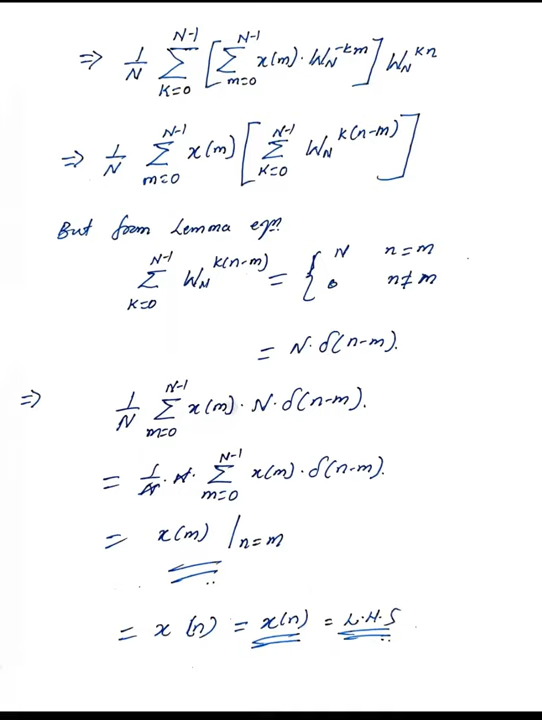 ⇒ 1/N Σ_{K=0}^{N-1} [ Σ_{m=0}^{N-1} x(m) · W_N^{-km} ] W_N^{kn}
⇒ 1/N Σ_{m=0}^{N-1} x(m) [ Σ_{K=0}^{N-1} W_N^{k(n-m)} ]
But from Lemma eqn
Σ_{K=0}^{N-1} W_N^{k(n-m)} = { N n=m
0 n≠m
= N · δ(n-m).
⇒ 1/N Σ_{m=0}^{N-1} x(m) · N · δ(n-m).
= 1/N · N · Σ_{m=0}^{N-1} x(m) · δ(n-m).
= x(m) /n=m
= x(n) = x(n) = L.H.S